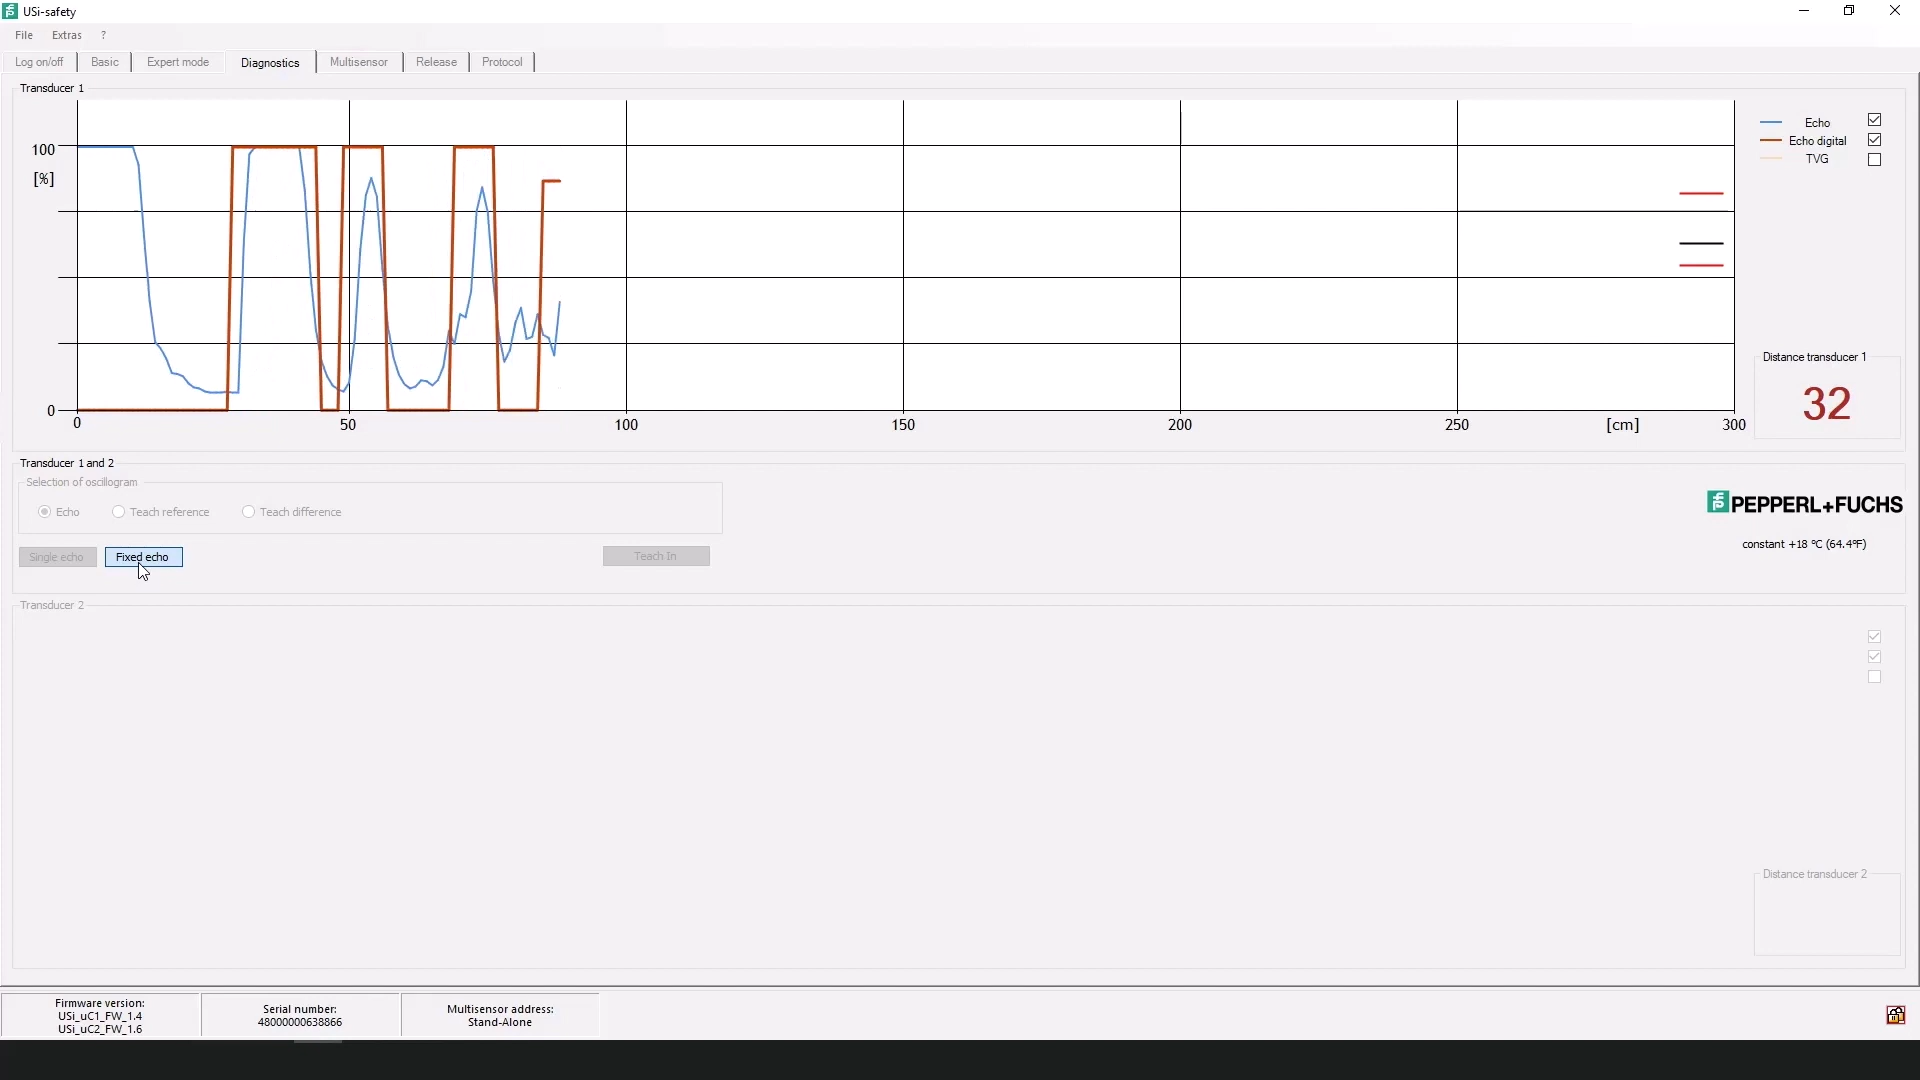 USi-safety
File Extras ?
Log on/off Basic Expert mode Diagnostics Multisensor Release Protocol
Transducer 1
100
[%]
0
0 50 100 150 200 250 [cm] 300
Echo
Echo digital
TVG
Distance transducer 1
32
Transducer 1 and 2
Selection of oscillogram
Echo Teach reference Teach difference
Single echo Fixed echo Teach In
PEPPERL+FUCHS
constant +18 °C (64.4°F)
Transducer 2
Distance transducer 2
Firmware version:
USi_uC1_FW_1.4
USi_uC2_FW_1.6
Serial number:
48000000638866
Multisensor address:
Stand-Alone